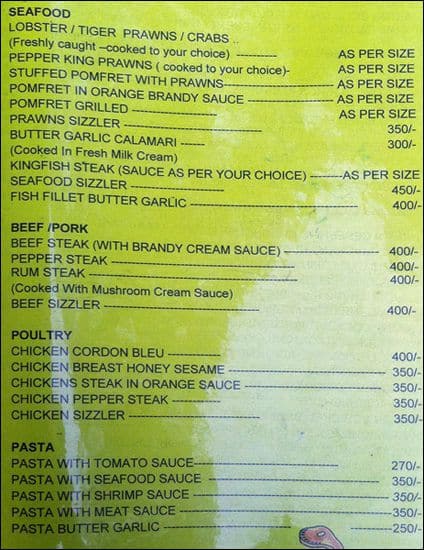 SEAFOOD
LOBSTER / TIGER PRAWNS / CRABS ..
(Freshly caught –cooked to your choice) ------------ AS PER SIZE
PEPPER KING PRAWNS ( cooked to your choice)- AS PER SIZE
STUFFED POMFRET WITH PRAWNS-------------------- AS PER SIZE
POMFRET IN ORANGE BRANDY SAUCE ------------- AS PER SIZE
POMFRET GRILLED ------------------------------- AS PER SIZE
PRAWNS SIZZLER ------------------------------- 350/-
BUTTER GARLIC CALAMARI ------ 300/-
(Cooked In Fresh Milk Cream)
KINGFISH STEAK (SAUCE AS PER YOUR CHOICE) -------AS PER SIZE
SEAFOOD SIZZLER -------------------------------- 450/-
FISH FILLET BUTTER GARLIC -------------------------- 400/-
BEEF /PORK
BEEF STEAK (WITH BRANDY CREAM SAUCE) ---------------- 400/-
PEPPER STEAK ------------------------------------ 400/-
RUM STEAK ---------------------------------------- 400/-
(Cooked With Mushroom Cream Sauce)
BEEF SIZZLER ---------------------------- 400/-
POULTRY
CHICKEN CORDON BLEU ------------ 400/-
CHICKEN BREAST HONEY SESAME -------------------------- 350/-
CHICKENS STEAK IN ORANGE SAUCE ------------------------ 350/-
CHICKEN PEPPER STEAK ----------- 350/-
CHICKEN SIZZLER ------------------------ 350/-
PASTA
PASTA WITH TOMATO SAUCE-------------------------------- 270/-
PASTA WITH SEAFOOD SAUCE ------------------------------- 350/-
PASTA WITH SHRIMP SAUCE ----------------------------------350/-
PASTA WITH MEAT SAUCE -----------------------------------350/-
PASTA BUTTER GARLIC ----------------------------------------250/-